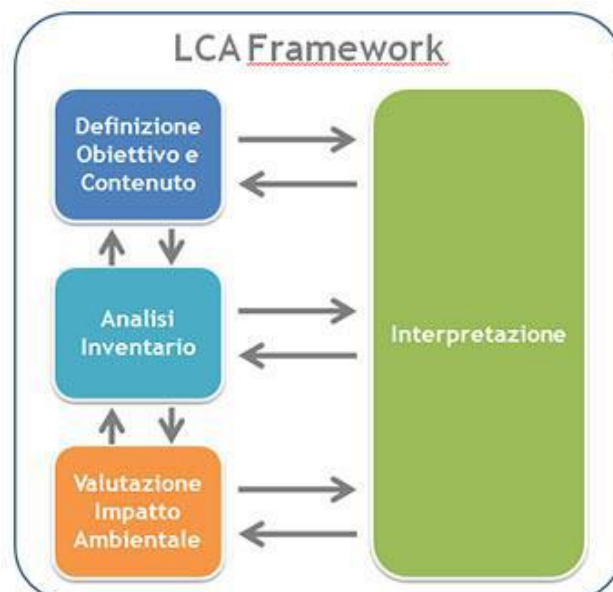 LCA Framework
Definizione
Obiettivo e
Contenuto
Analisi
Inventario
Interpretazione
Valutazione
Impatto
Ambientale